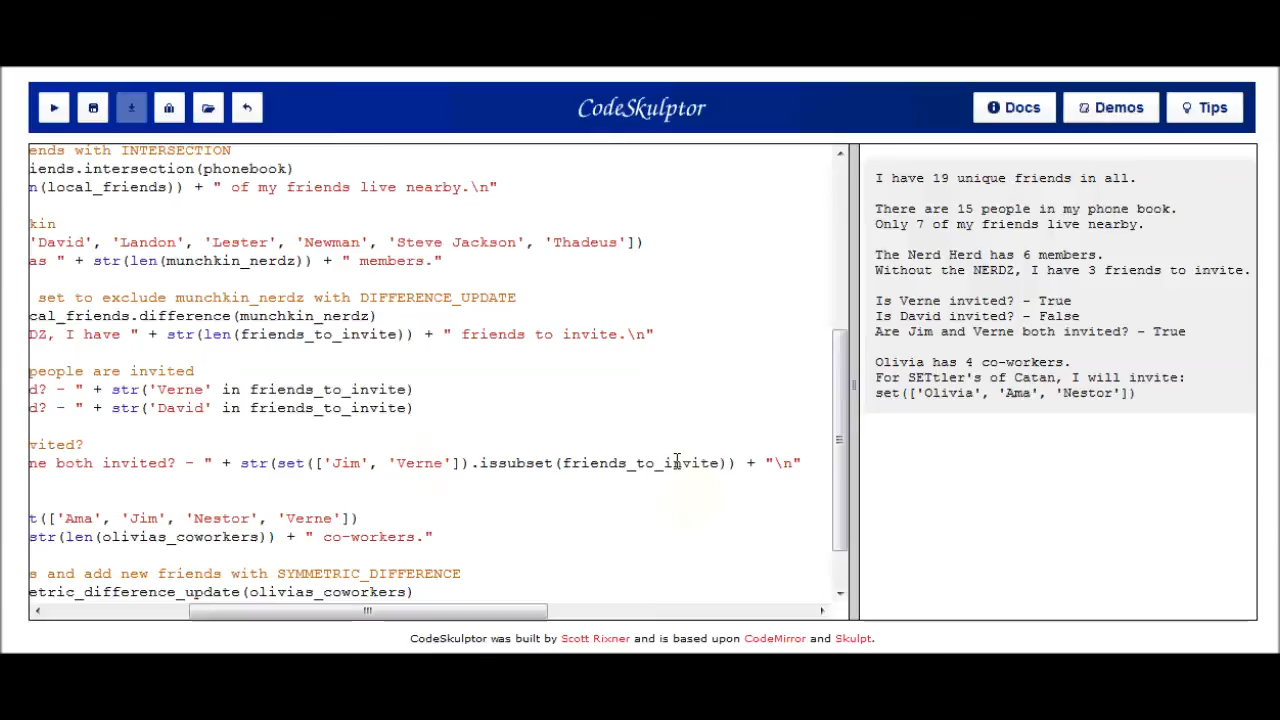 CodeSkulptor
Docs
Demos
Tips
ends with INTERSECTION
iends.intersection(phonebook)
n(local_friends)) + " of my friends live nearby.\n"
kin
'David', 'Landon', 'Lester', 'Newman', 'Steve Jackson', 'Thadeus'])
as " + str(len(munchkin_nerdz)) + " members."
set to exclude munchkin_nerdz with DIFFERENCE_UPDATE
cal_friends.difference(munchkin_nerdz)
DZ, I have " + str(len(friends_to_invite)) + " friends to invite.\n"
people are invited
d? - " + str('Verne' in friends_to_invite)
d? - " + str('David' in friends_to_invite)
vited?
ne both invited? - " + str(set(['Jim', 'Verne']).issubset(friends_to_invite)) + "\n"
t(['Ama', 'Jim', 'Nestor', 'Verne'])
str(len(olivias_coworkers)) + " co-workers."
s and add new friends with SYMMETRIC_DIFFERENCE
etric_difference_update(olivias_coworkers)
I have 19 unique friends in all.
There are 15 people in my phone book.
Only 7 of my friends live nearby.
The Nerd Herd has 6 members.
Without the NERDZ, I have 3 friends to invite.
Is Verne invited? - True
Is David invited? - False
Are Jim and Verne both invited? - True
Olivia has 4 co-workers.
For SETtler's of Catan, I will invite:
set(['Olivia', 'Ama', 'Nestor'])
CodeSkulptor was built by Scott Rixner and is based upon CodeMirror and Skulpt.